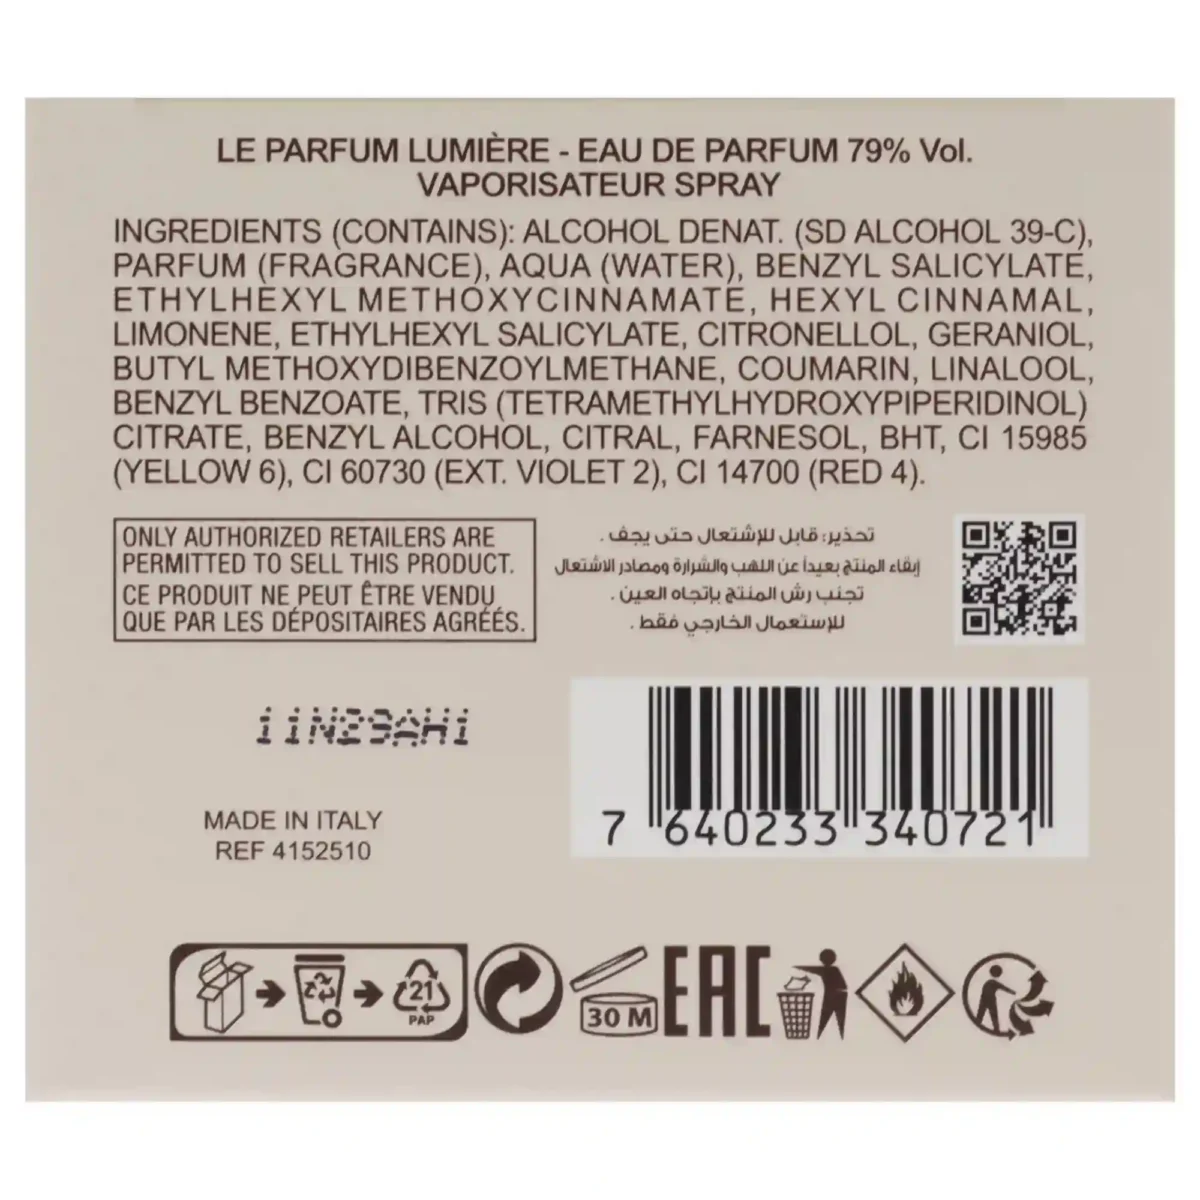 LE PARFUM LUMIÈRE - EAU DE PARFUM 79% Vol.
VAPORISATEUR SPRAY
INGREDIENTS (CONTAINS): ALCOHOL DENAT. (SD ALCOHOL 39-C),
PARFUM (FRAGRANCE), AQUA (WATER), BENZYL SALICYLATE,
ETHYLHEXYL METHOXYCINNAMATE, HEXYL CINNAMAL,
LIMONENE, ETHYLHEXYL SALICYLATE, CITRONELLOL, GERANIOL,
BUTYL METHOXYDIBENZOYLMETHANE, COUMARIN, LINALOOL,
BENZYL BENZOATE, TRIS (TETRAMETHYLHYDROXYPIPERIDINOL)
CITRATE, BENZYL ALCOHOL, CITRAL, FARNESOL, BHT, CI 15985
(YELLOW 6), CI 60730 (EXT. VIOLET 2), CI 14700 (RED 4).
ONLY AUTHORIZED RETAILERS ARE
PERMITTED TO SELL THIS PRODUCT.
CE PRODUIT NE PEUT ÊTRE VENDU
QUE PAR LES DÉPOSITAIRES AGRÉÉS.
تحذير: قابل للإشتعال حتى يجف .
إبقاء المنتج بعيداً عن اللهب والشرارة ومصادر الاشتعال
تجنب رش المنتج بإتجاه العين .
للإستعمال الخارجي فقط .
11N29AH1
7 640233 340721
MADE IN ITALY
REF 4152510
21
PAP
30 M
EAC